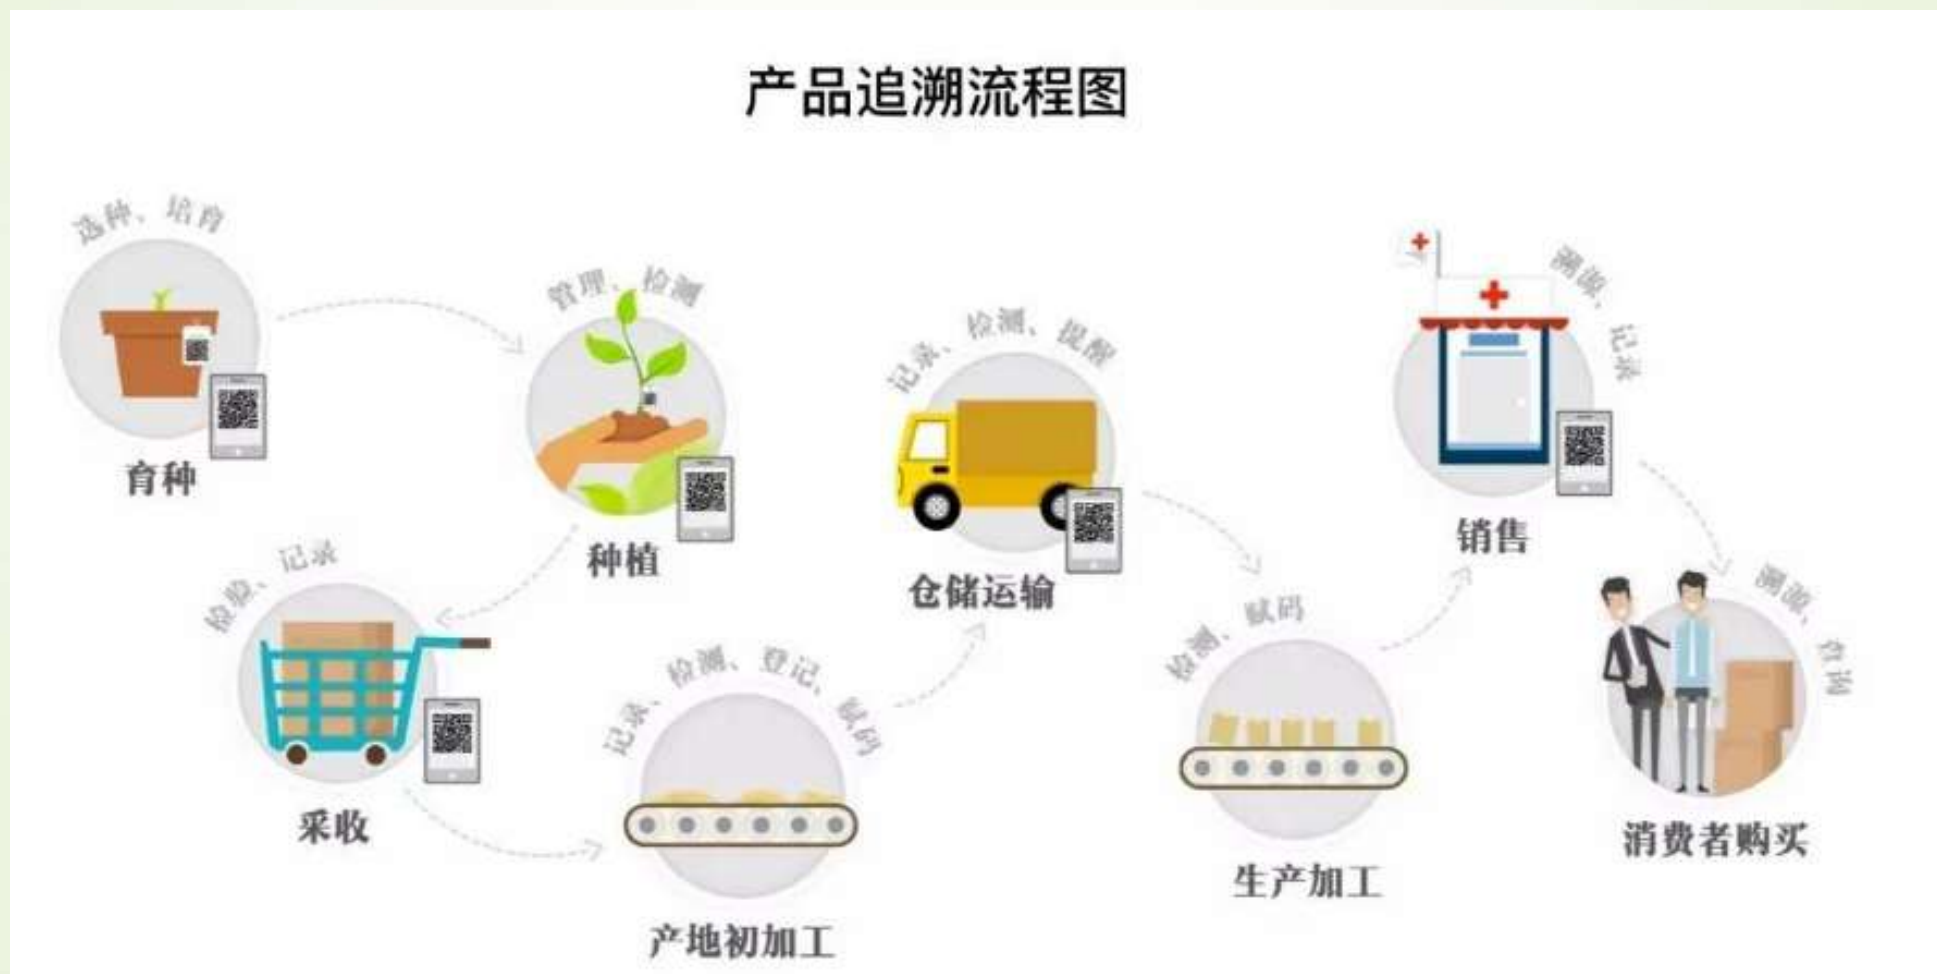 产品追溯流程图
选种、培育
育种
管理、检测
种植
检验、记录
采收
记录、检测、登记、赋码
产地初加工
记录、检测、提醒
仓储运输
检测、赋码
生产加工
溯源、记录
销售
溯源、查询
消费者购买